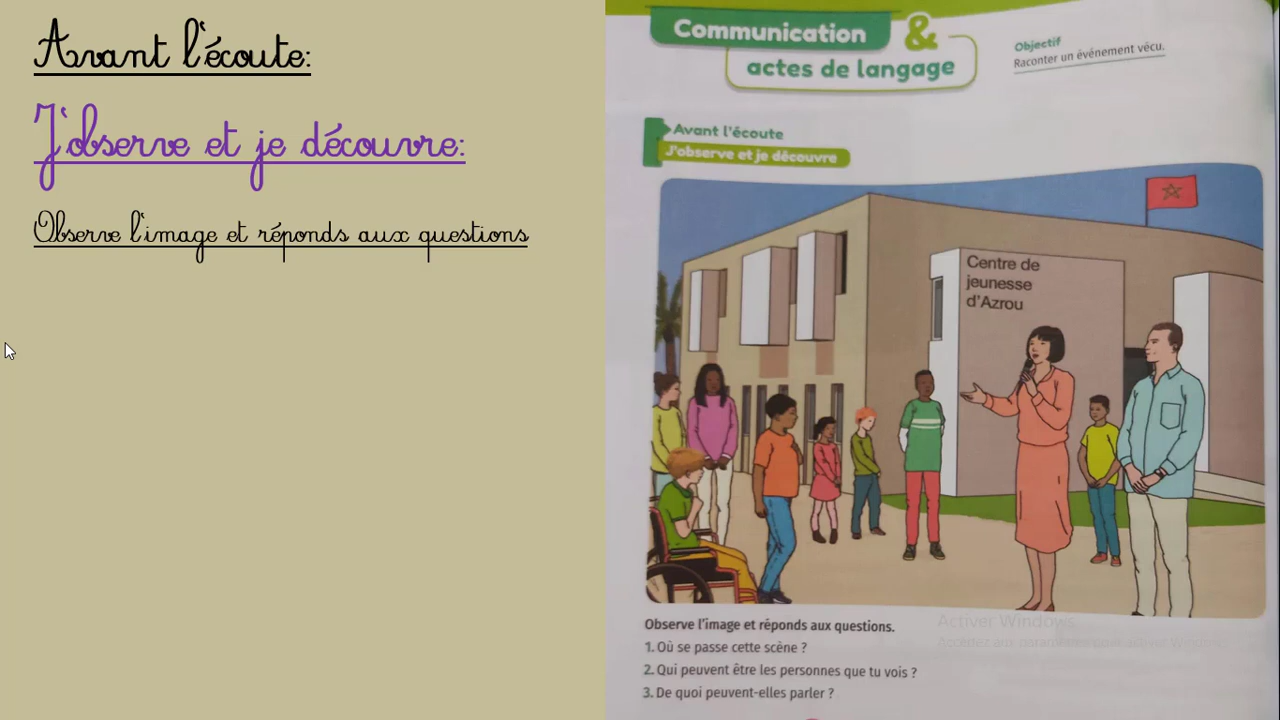 Avant l'écoute:
J'observe et je découvre:
Observe l'image et réponds aux questions
Communication &
actes de langage
Objectif
Raconter un événement vécu.
Avant l'écoute
J'observe et je découvre
Centre de
jeunesse
d'Azrou
Observe l'image et réponds aux questions.
1. Où se passe cette scène ?
2. Qui peuvent être les personnes que tu vois ?
3. De quoi peuvent-elles parler ?
Activer Windows